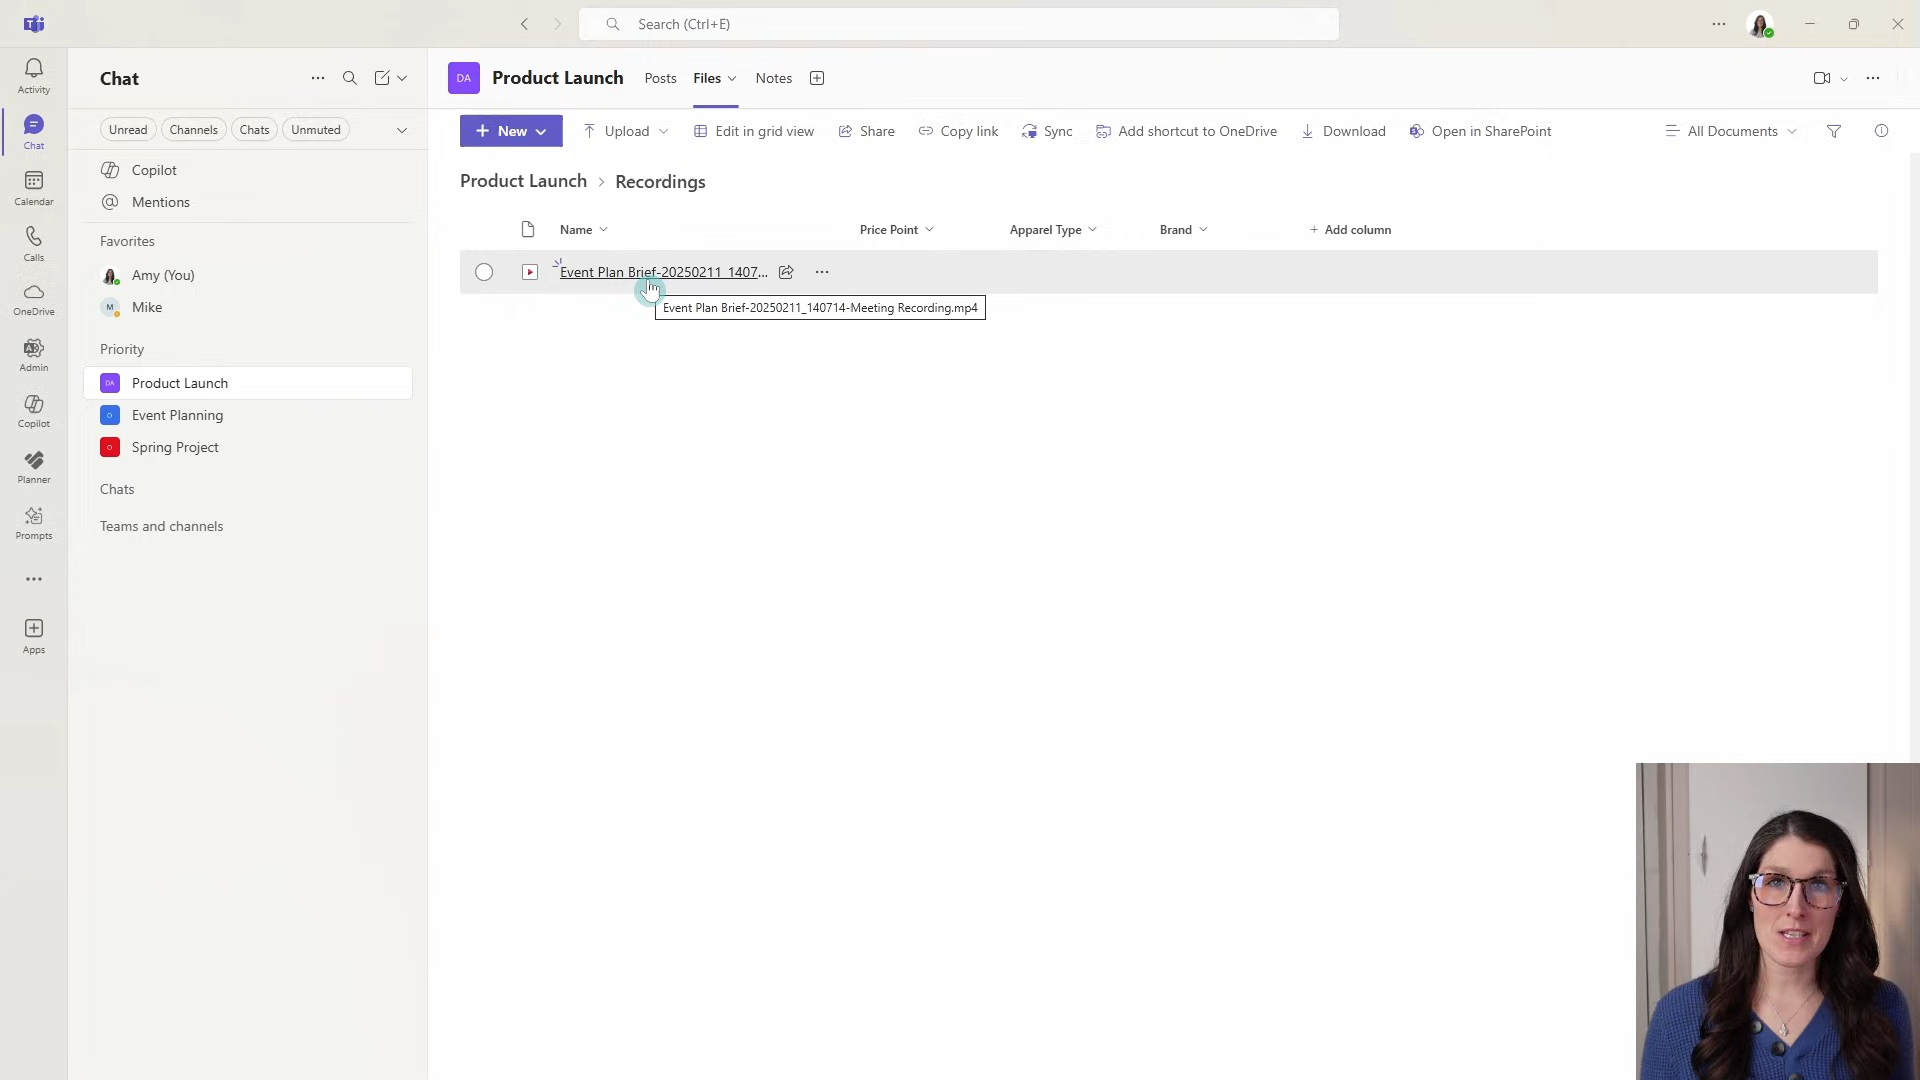 Search (Ctrl+E)
Activity
Chat
Calendar
Calls
OneDrive
Admin
Copilot
Planner
Prompts
Apps
Chat
Unread
Channels
Chats
Unmuted
Copilot
Mentions
Favorites
Amy (You)
M
Mike
Priority
DA
Product Launch
Event Planning
Spring Project
Chats
Teams and channels
DA
Product Launch
Posts
Files
Notes
New
Upload
Edit in grid view
Share
Copy link
Sync
Add shortcut to OneDrive
Download
Open in SharePoint
All Documents
Product Launch > Recordings
Name
Price Point
Apparel Type
Brand
+ Add column
Event Plan Brief-20250211_1407...
Event Plan Brief-20250211_140714-Meeting Recording.mp4